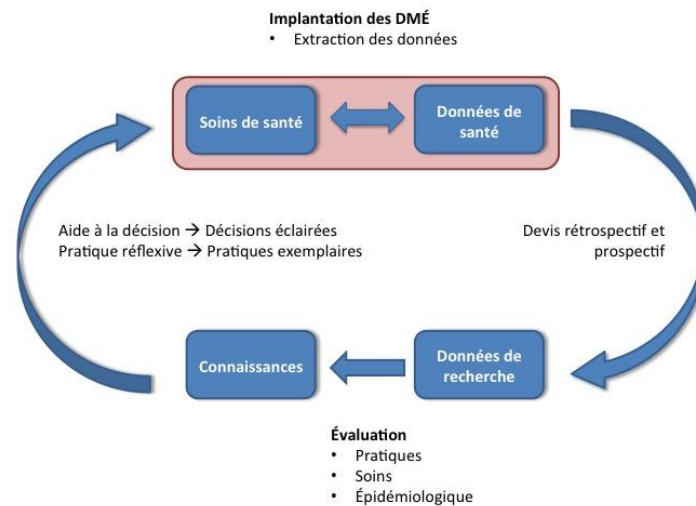 Implantation des DMÉ
• Extraction des données
Soins de santé
Données de
santé
Aide à la décision → Décisions éclairées
Pratique réflexive → Pratiques exemplaires
Devis rétrospectif et
prospectif
Connaissances
Données de
recherche
Évaluation
• Pratiques
• Soins
• Épidémiologique